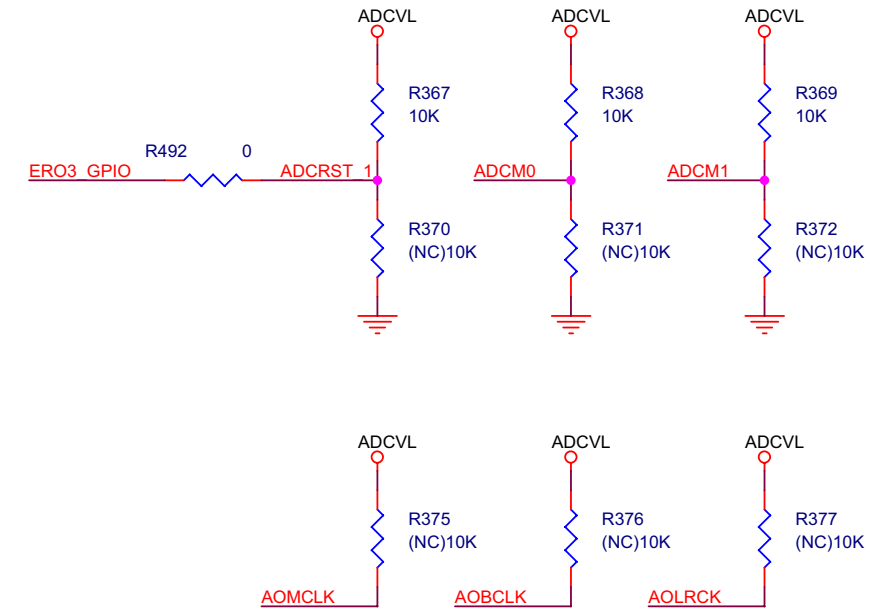 ADCVL
ADCVL
ADCVL
R367
10K
R368
10K
R369
10K
R492 0
ERO3_GPIO
ADCRST_1
ADCM0
ADCM1
R370
(NC)10K
R371
(NC)10K
R372
(NC)10K
ADCVL
ADCVL
ADCVL
R375
(NC)10K
R376
(NC)10K
R377
(NC)10K
AOMCLK
AOBCLK
AOLRCK